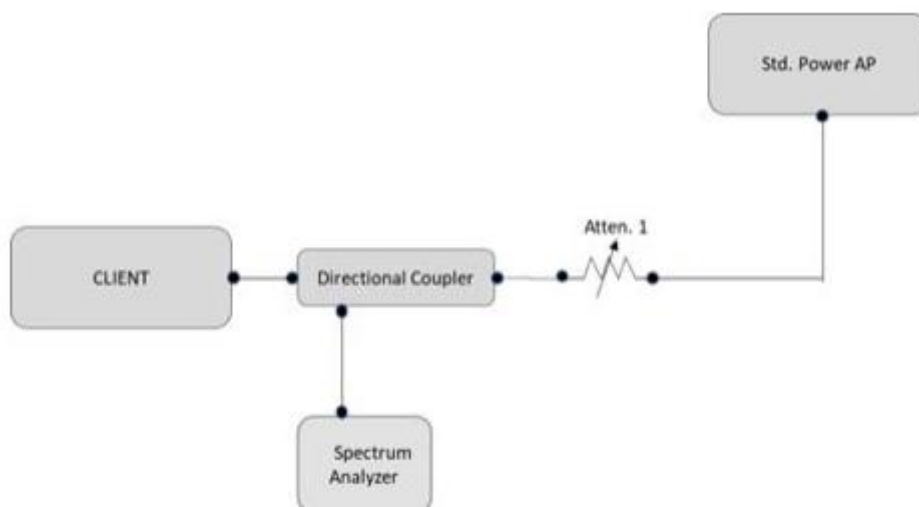 Std. Power AP
Atten. 1
CLIENT
Directional Coupler
Spectrum
Analyzer